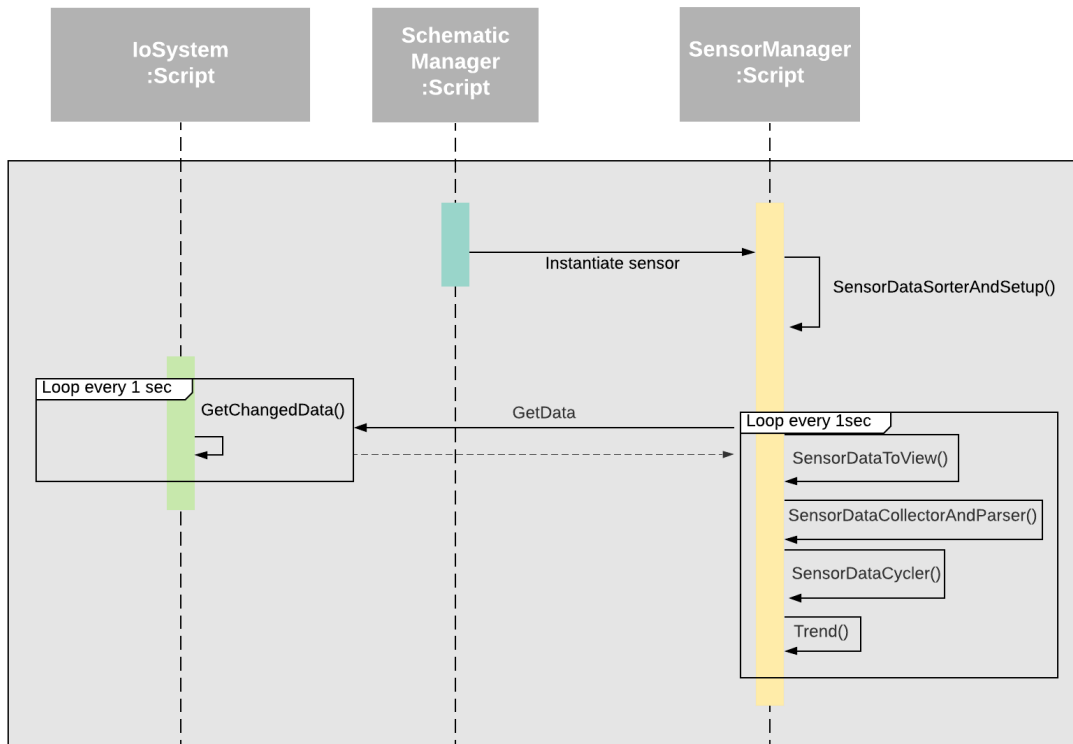 IoSystem
:Script
Schematic
Manager
:Script
SensorManager
:Script
Instantiate sensor
SensorDataSorterAndSetup()
Loop every 1 sec
GetChangedData()
GetData
Loop every 1sec
SensorDataToView()
SensorDataCollectorAndParser()
SensorDataCycler()
Trend()